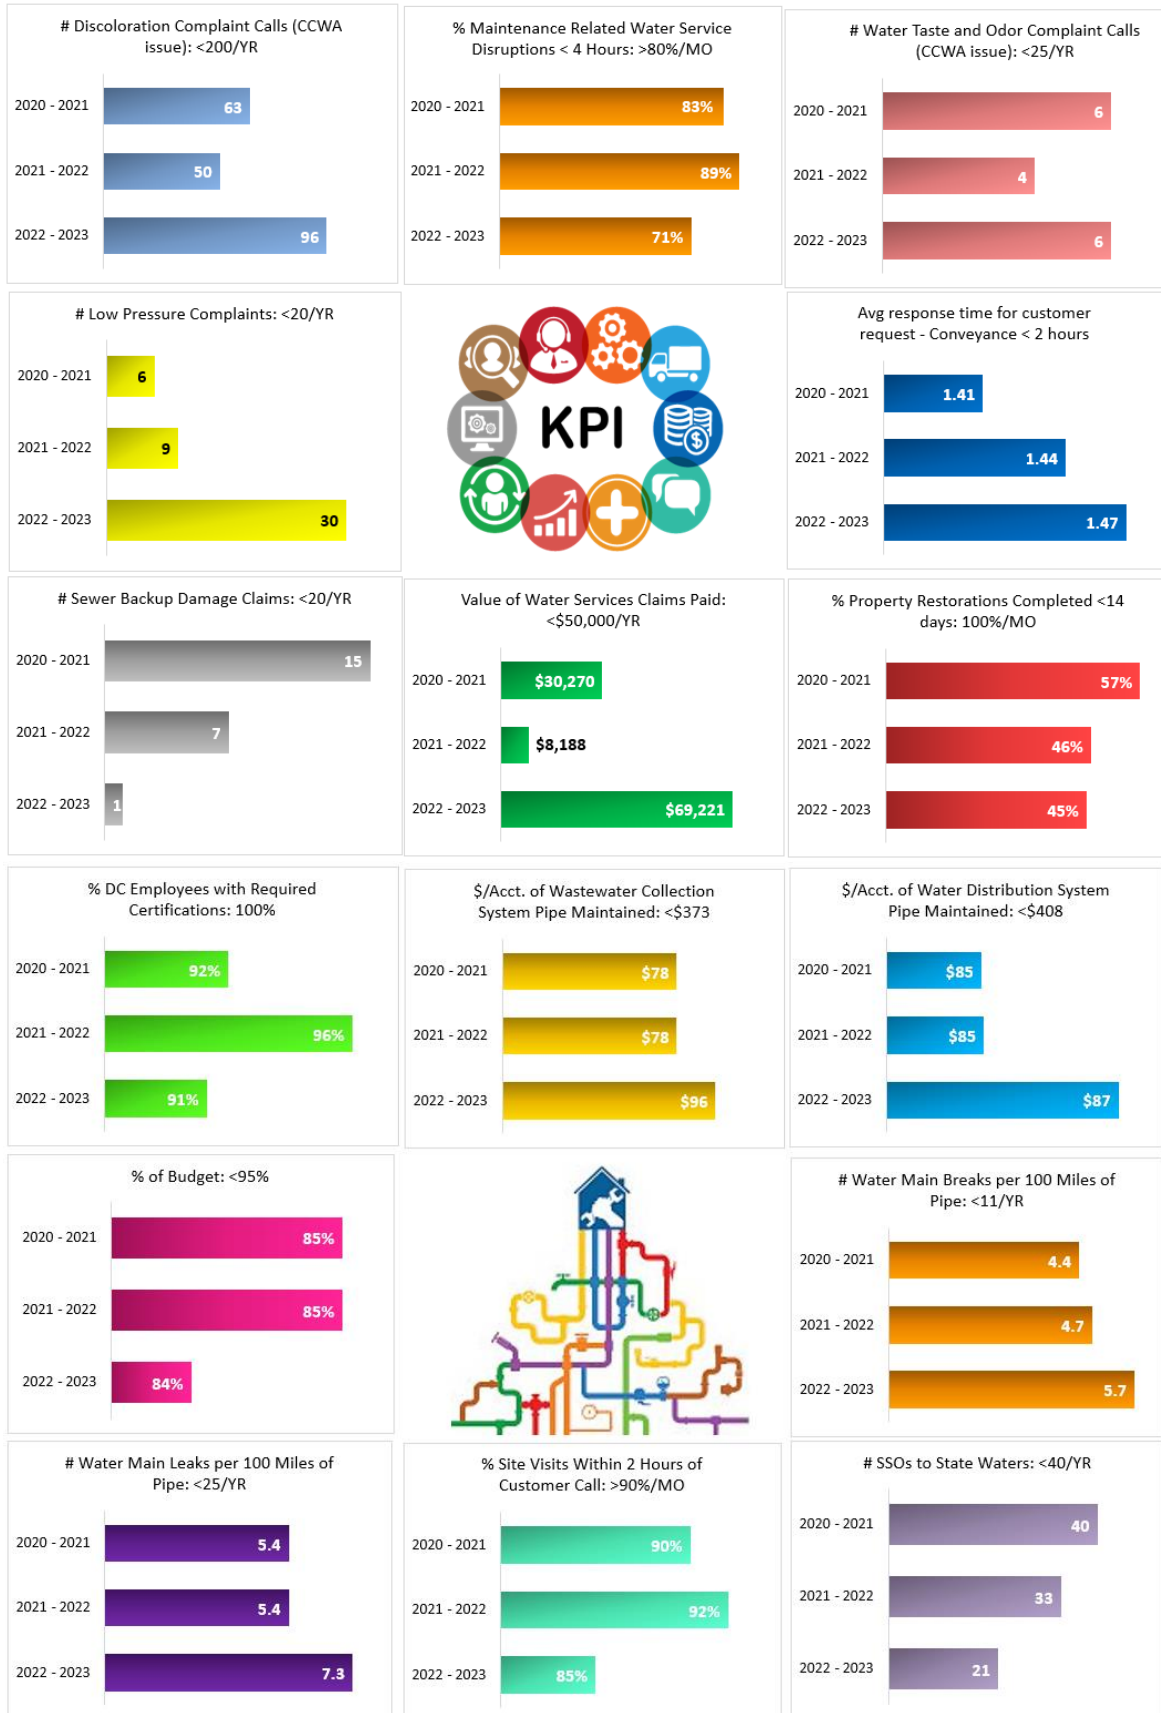 # Discoloration Complaint Calls (CCWA
issue): <200/YR
2020 - 2021
63
2021 - 2022
50
2022 - 2023
96
% Maintenance Related Water Service
Disruptions < 4 Hours: >80%/MO
2020 - 2021
83%
2021 - 2022
89%
2022 - 2023
71%
# Water Taste and Odor Complaint Calls
(CCWA issue): <25/YR
2020 - 2021
6
2021 - 2022
4
2022 - 2023
6
# Low Pressure Complaints: <20/YR
2020 - 2021
6
2021 - 2022
9
2022 - 2023
30
KPI
$
Avg response time for customer
request - Conveyance < 2 hours
2020 - 2021
1.41
2021 - 2022
1.44
2022 - 2023
1.47
# Sewer Backup Damage Claims: <20/YR
2020 - 2021
15
2021 - 2022
7
2022 - 2023
1
Value of Water Services Claims Paid:
<$50,000/YR
2020 - 2021
$30,270
2021 - 2022
$8,188
2022 - 2023
$69,221
% Property Restorations Completed <14
days: 100%/MO
2020 - 2021
57%
2021 - 2022
46%
2022 - 2023
45%
% DC Employees with Required
Certifications: 100%
2020 - 2021
92%
2021 - 2022
96%
2022 - 2023
91%
$/Acct. of Wastewater Collection
System Pipe Maintained: <$373
2020 - 2021
$78
2021 - 2022
$78
2022 - 2023
$96
$/Acct. of Water Distribution System
Pipe Maintained: <$408
2020 - 2021
$85
2021 - 2022
$85
2022 - 2023
$87
% of Budget: <95%
2020 - 2021
85%
2021 - 2022
85%
2022 - 2023
84%
# Water Main Breaks per 100 Miles of
Pipe: <11/YR
2020 - 2021
4.4
2021 - 2022
4.7
2022 - 2023
5.7
# Water Main Leaks per 100 Miles of
Pipe: <25/YR
2020 - 2021
5.4
2021 - 2022
5.4
2022 - 2023
7.3
% Site Visits Within 2 Hours of
Customer Call: >90%/MO
2020 - 2021
90%
2021 - 2022
92%
2022 - 2023
85%
# SSOs to State Waters: <40/YR
2020 - 2021
40
2021 - 2022
33
2022 - 2023
21